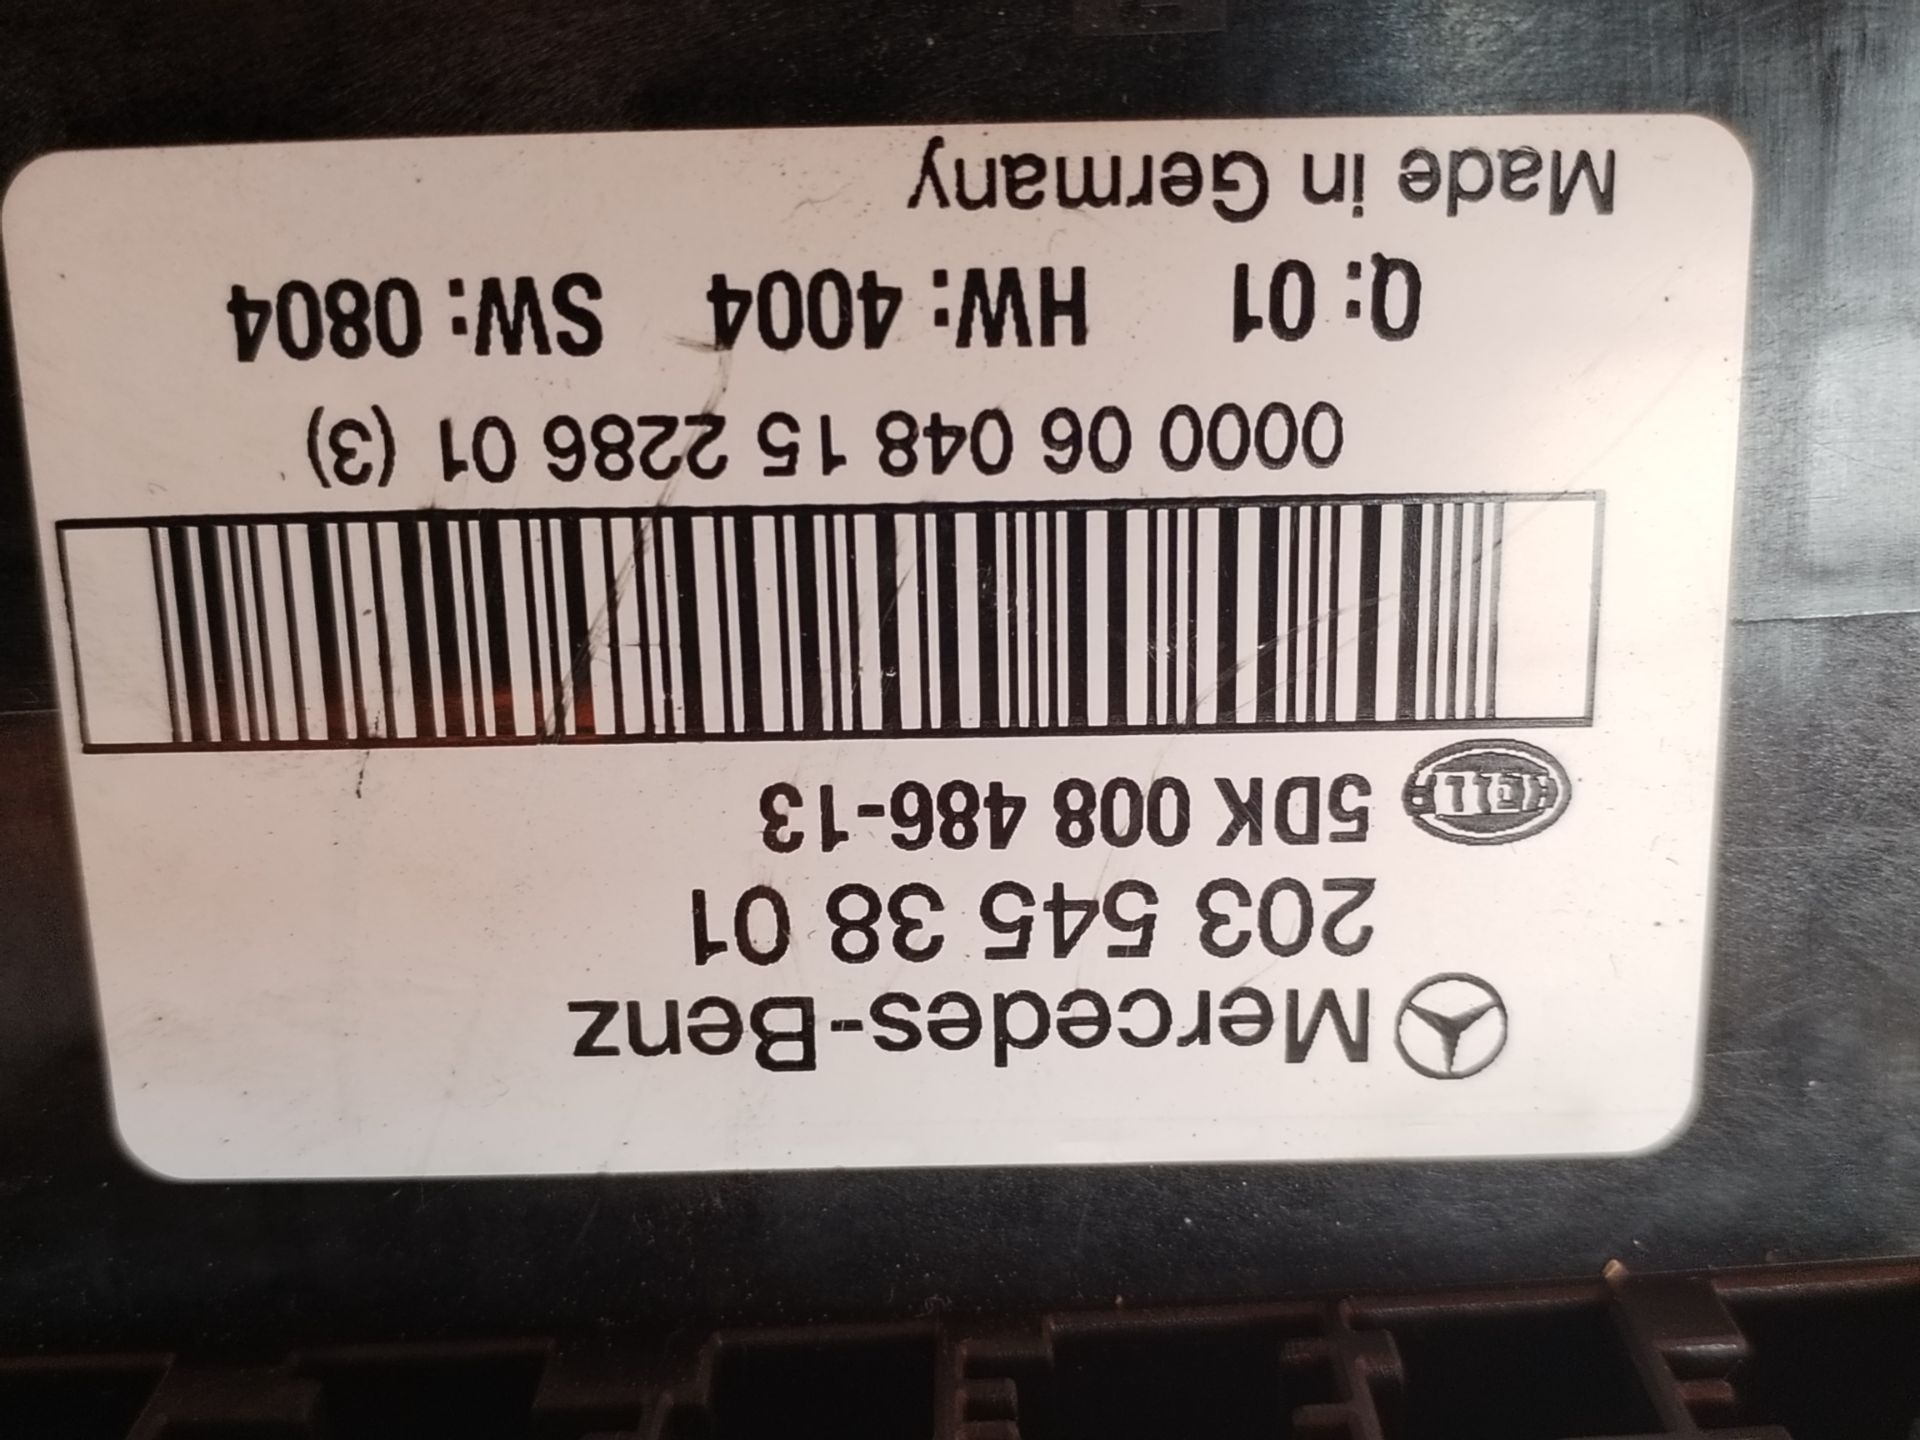 Mercedes-Benz
203 545 38 01
HELLA 5DK 008 486-13
0000 06 048 15 2286 01 (3)
Q: 01 HW: 4004 SW: 0804
Made in Germany